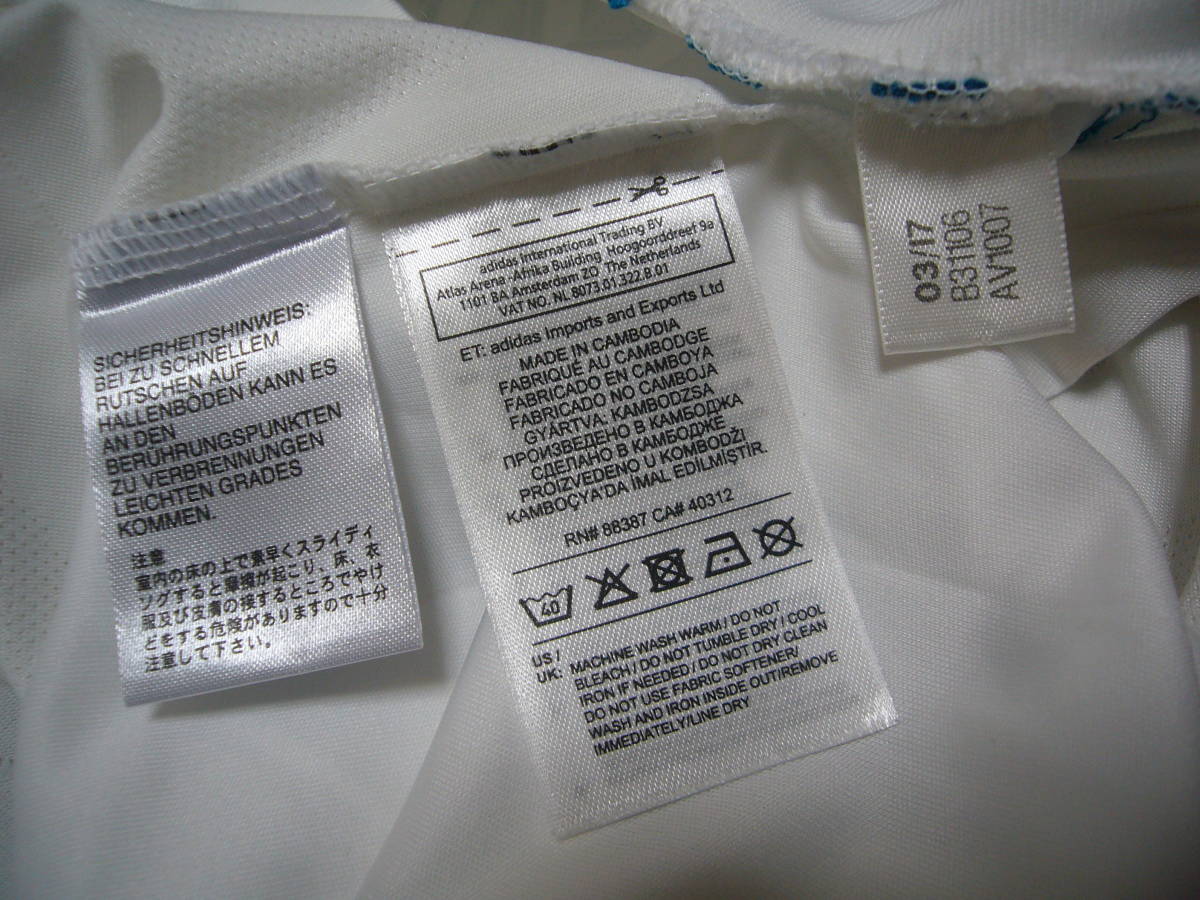 SICHERHEITSHINWEIS:
BEI ZU SCHNELLEM
RUTSCHEN AUF
HALLENBÖDEN KANN ES
AN DEN
BERÜHRUNGSPUNKTEN
ZU VERBRENNUNGEN
LEICHTEN GRADES
KOMMEN.
注意
室内の床の上で素早くスライディ
ングすると摩擦が起こり、床、衣
服及び皮膚の接するところでやけ
どをする危険がありますので十分
注意して下さい。
adidas International Trading BV
Atlas Arena Afrika Building, Hoogoorddreef 9a
1101 BA Amsterdam ZO The Netherlands
VAT NO. NL 8073.01.322.B.01
ET: adidas Imports and Exports Ltd
MADE IN CAMBODIA
FABRIQUÉ AU CAMBODGE
FABRICADO EN CAMBOYA
FABRICADO NO CAMBOJA
GYÁRTVA, KAMBODZSA
ПРОИЗВЕДЕНО В КАМБОДЖА
СДЕЛАНО В КАМБОДЖЕ
PROIZVEDENO U KOMBODŽI
KAMBOÇYA'DA İMAL EDİLMİŞTİR.
RN# 88387 CA# 40312
40
US / UK: MACHINE WASH WARM / DO NOT
BLEACH / DO NOT TUMBLE DRY / COOL
IRON IF NEEDED / DO NOT DRY CLEAN
DO NOT USE FABRIC SOFTENER/
WASH AND IRON INSIDE OUT/REMOVE
IMMEDIATELY/LINE DRY
03/17
B31106
AV1007